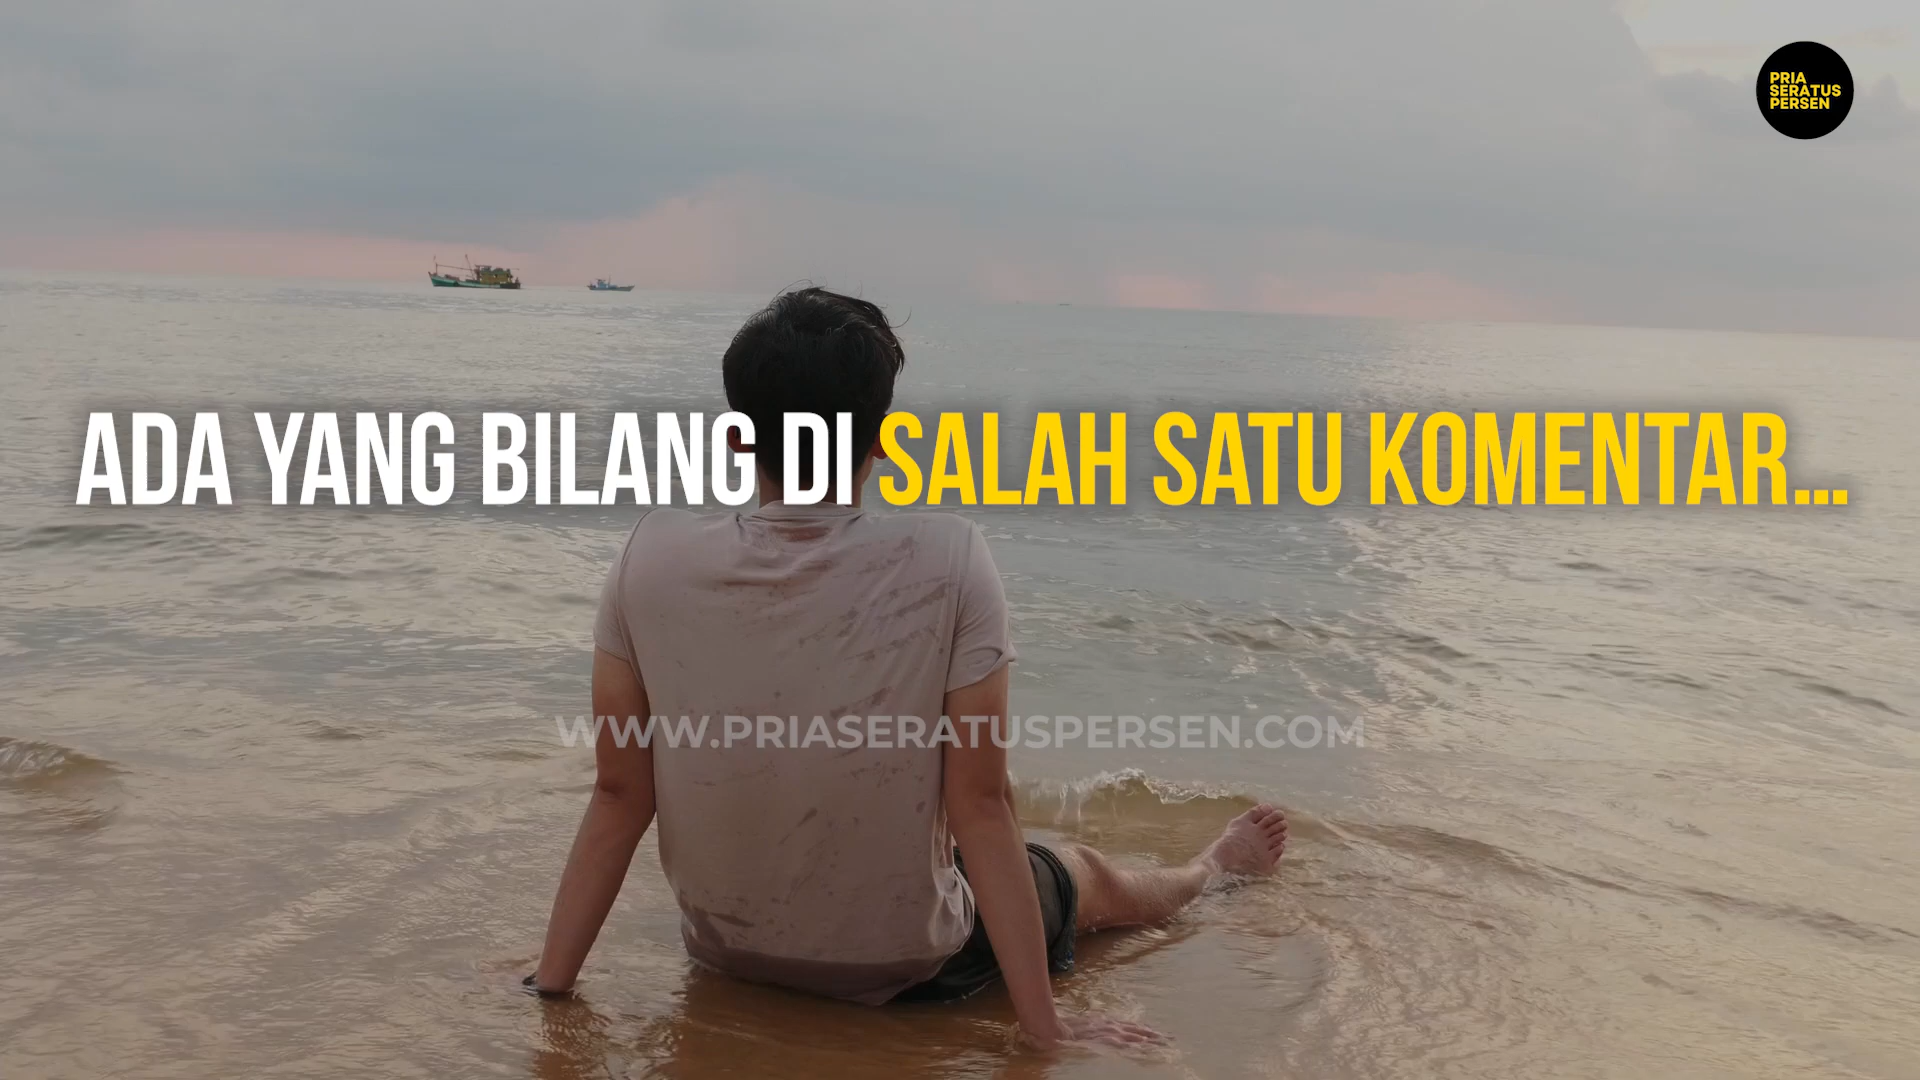 PRIA
SERATUS
PERSEN
ADA YANG BILANG DI SALAH SATU KOMENTAR...
WWW.PRIASERATUSPERSEN.COM